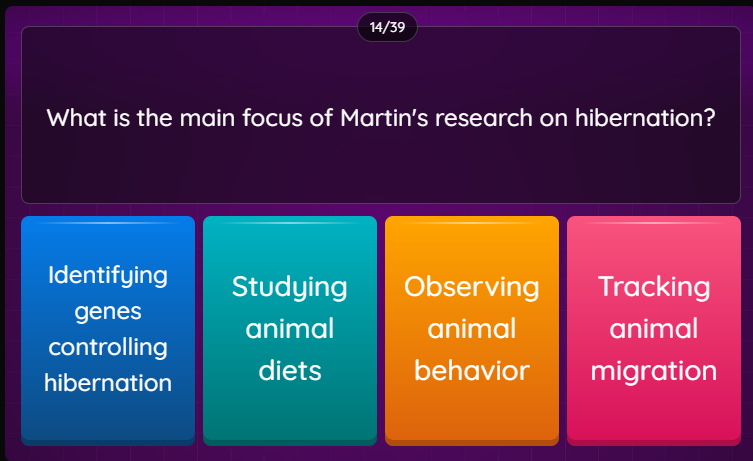 14/39
What is the main focus of Martin's research on hibernation?
Identifying
genes
controlling
hibernation
Studying
animal
diets
Observing
animal
behavior
Tracking
animal
migration